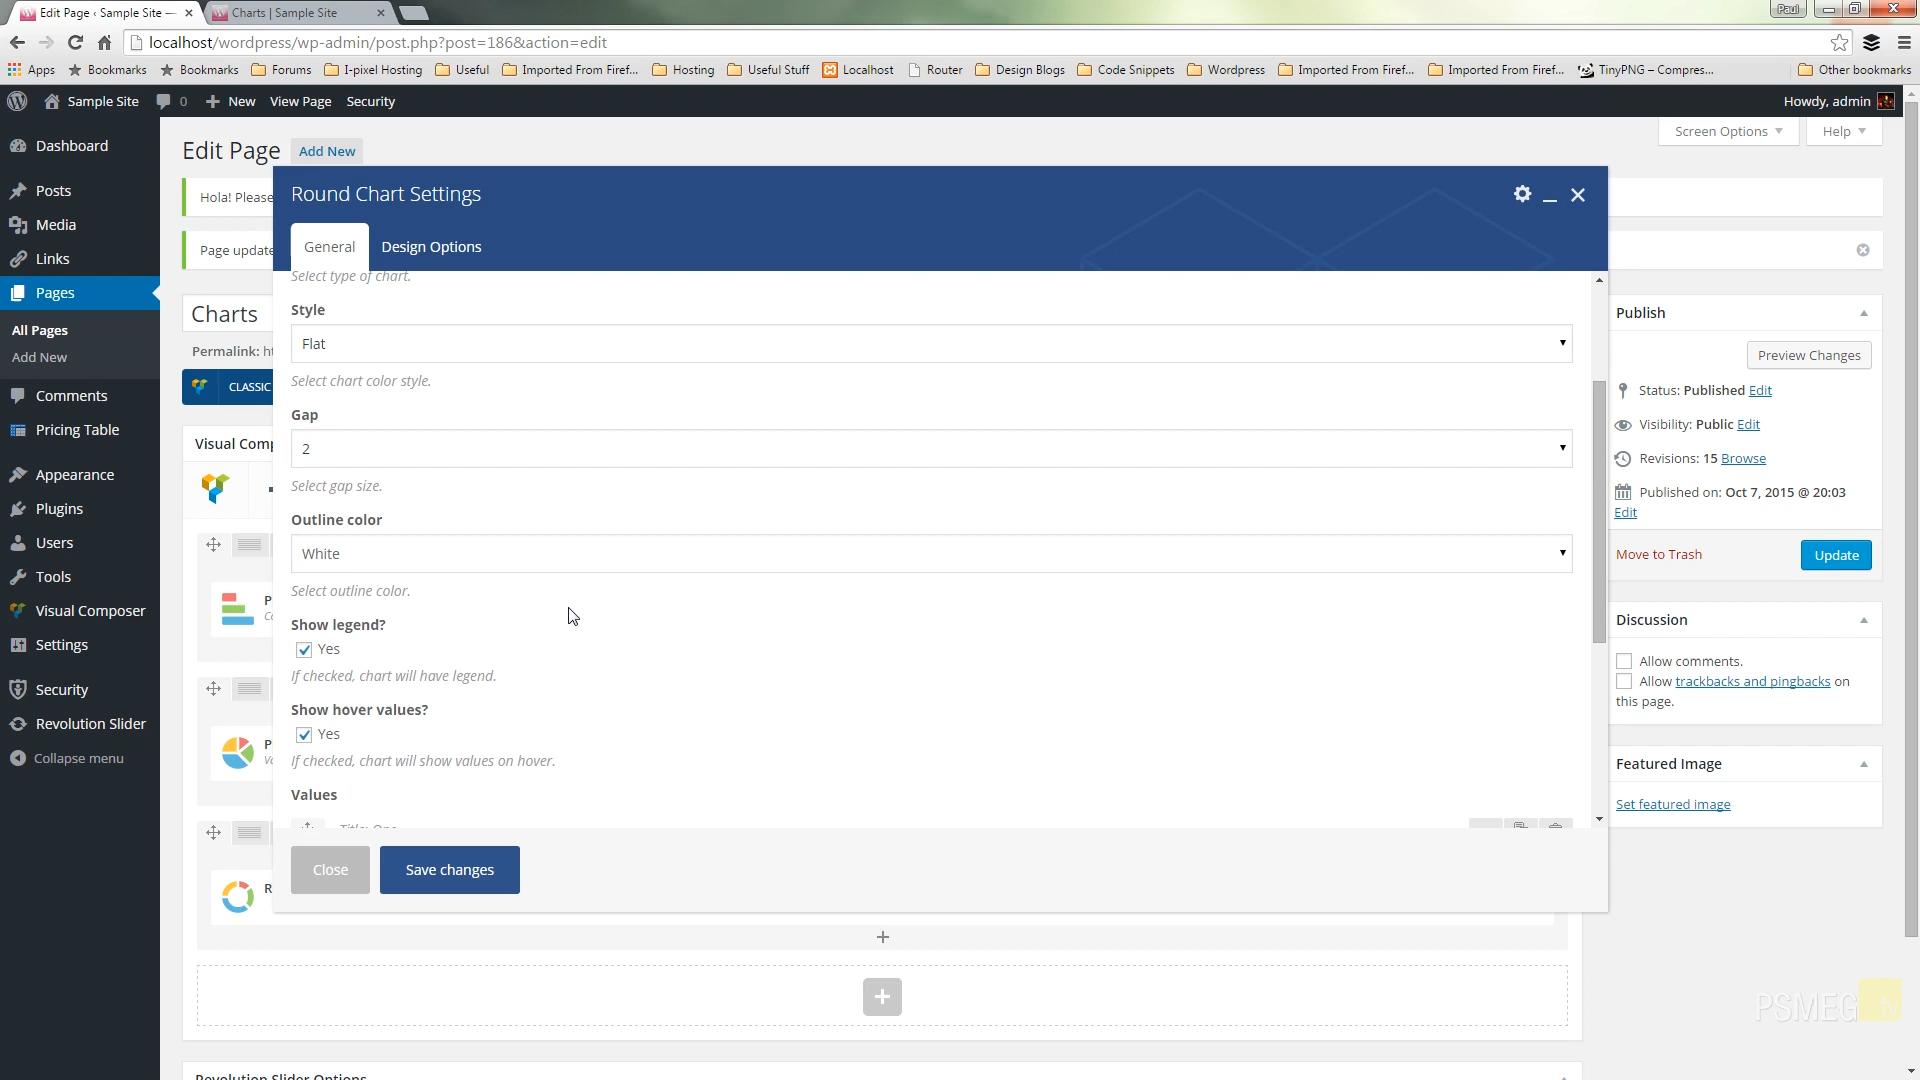 Edit Page ‹ Sample Site —
Charts | Sample Site
Paul
localhost/wordpress/wp-admin/post.php?post=186&action=edit
Apps
Bookmarks
Bookmarks
Forums
I-pixel Hosting
Useful
Imported From Firef...
Hosting
Useful Stuff
Localhost
Router
Design Blogs
Code Snippets
Wordpress
Imported From Firef...
Imported From Firef...
TinyPNG – Compres...
Other bookmarks
Sample Site
0
New
View Page
Security
Howdy, admin
Dashboard
Posts
Media
Links
Pages
All Pages
Add New
Comments
Pricing Table
Appearance
Plugins
Users
Tools
Visual Composer
Settings
Security
Revolution Slider
Collapse menu
Edit Page
Add New
Screen Options
Help
Hola! Please
Page update
Charts
Permalink:
CLASSIC
Visual Comp
Round Chart Settings
General
Design Options
Select type of chart.
Style
Flat
Select chart color style.
Gap
2
Select gap size.
Outline color
White
Select outline color.
Show legend?
Yes
If checked, chart will have legend.
Show hover values?
Yes
If checked, chart will show values on hover.
Values
Title: One
Close
Save changes
Publish
Preview Changes
Status: Published Edit
Visibility: Public Edit
Revisions: 15 Browse
Published on: Oct 7, 2015 @ 20:03
Edit
Move to Trash
Update
Discussion
Allow comments.
Allow trackbacks and pingbacks on
this page.
Featured Image
Set featured image
PSMEG tv
Revolution Slider Options